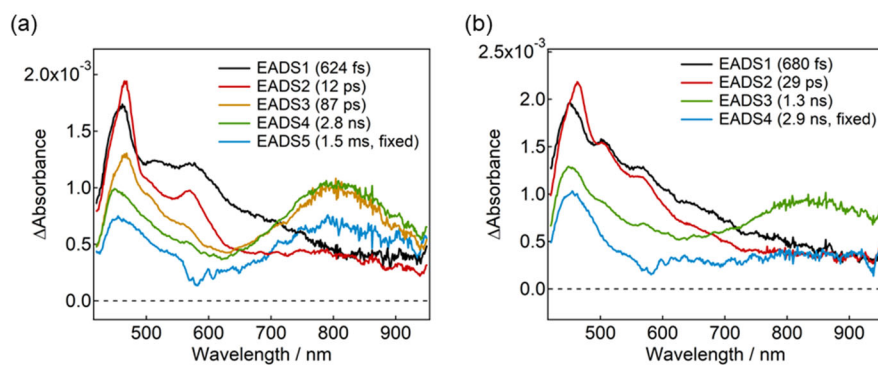 (a)
ΔAbsorbance
2.0x10⁻³
1.5
1.0
0.5
0.0
EADS1 (624 fs)
EADS2 (12 ps)
EADS3 (87 ps)
EADS4 (2.8 ns)
EADS5 (1.5 ms, fixed)
500 600 700 800 900
Wavelength / nm
(b)
ΔAbsorbance
2.5x10⁻³
2.0
1.5
1.0
0.5
0.0
EADS1 (680 fs)
EADS2 (29 ps)
EADS3 (1.3 ns)
EADS4 (2.9 ns, fixed)
500 600 700 800 900
Wavelength / nm